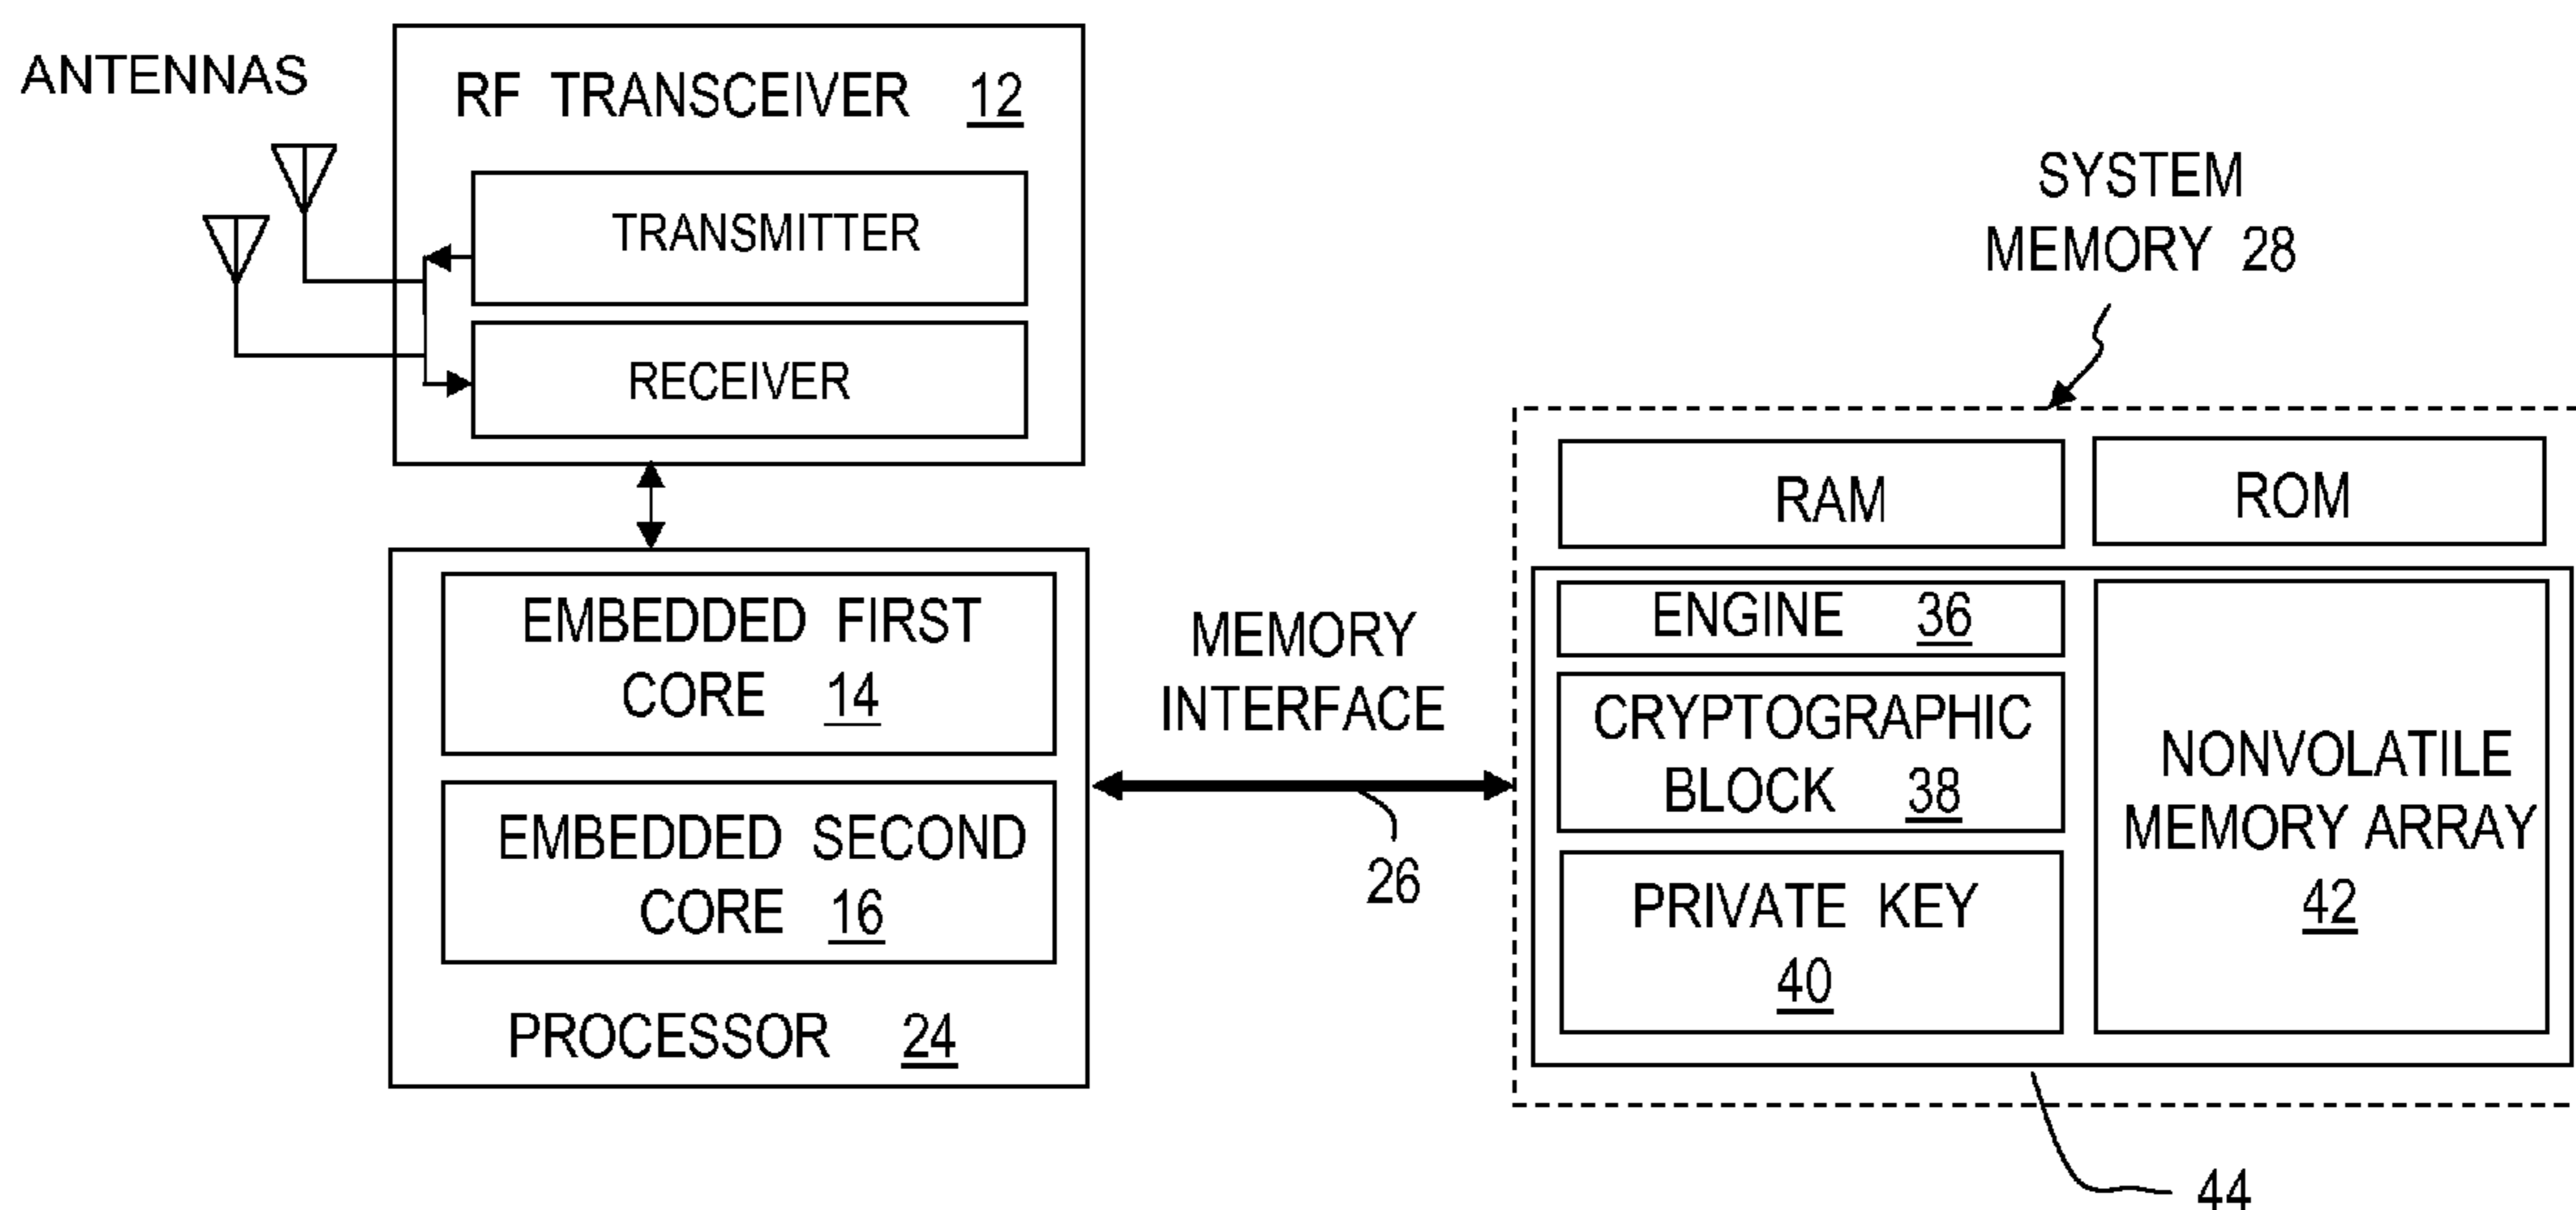 ANTENNAS
RF TRANSCEIVER 12
TRANSMITTER
RECEIVER
EMBEDDED FIRST
CORE 14
EMBEDDED SECOND
CORE 16
PROCESSOR 24
MEMORY
INTERFACE
26
SYSTEM
MEMORY 28
RAM
ROM
ENGINE 36
CRYPTOGRAPHIC
BLOCK 38
PRIVATE KEY
40
NONVOLATILE
MEMORY ARRAY
42
44